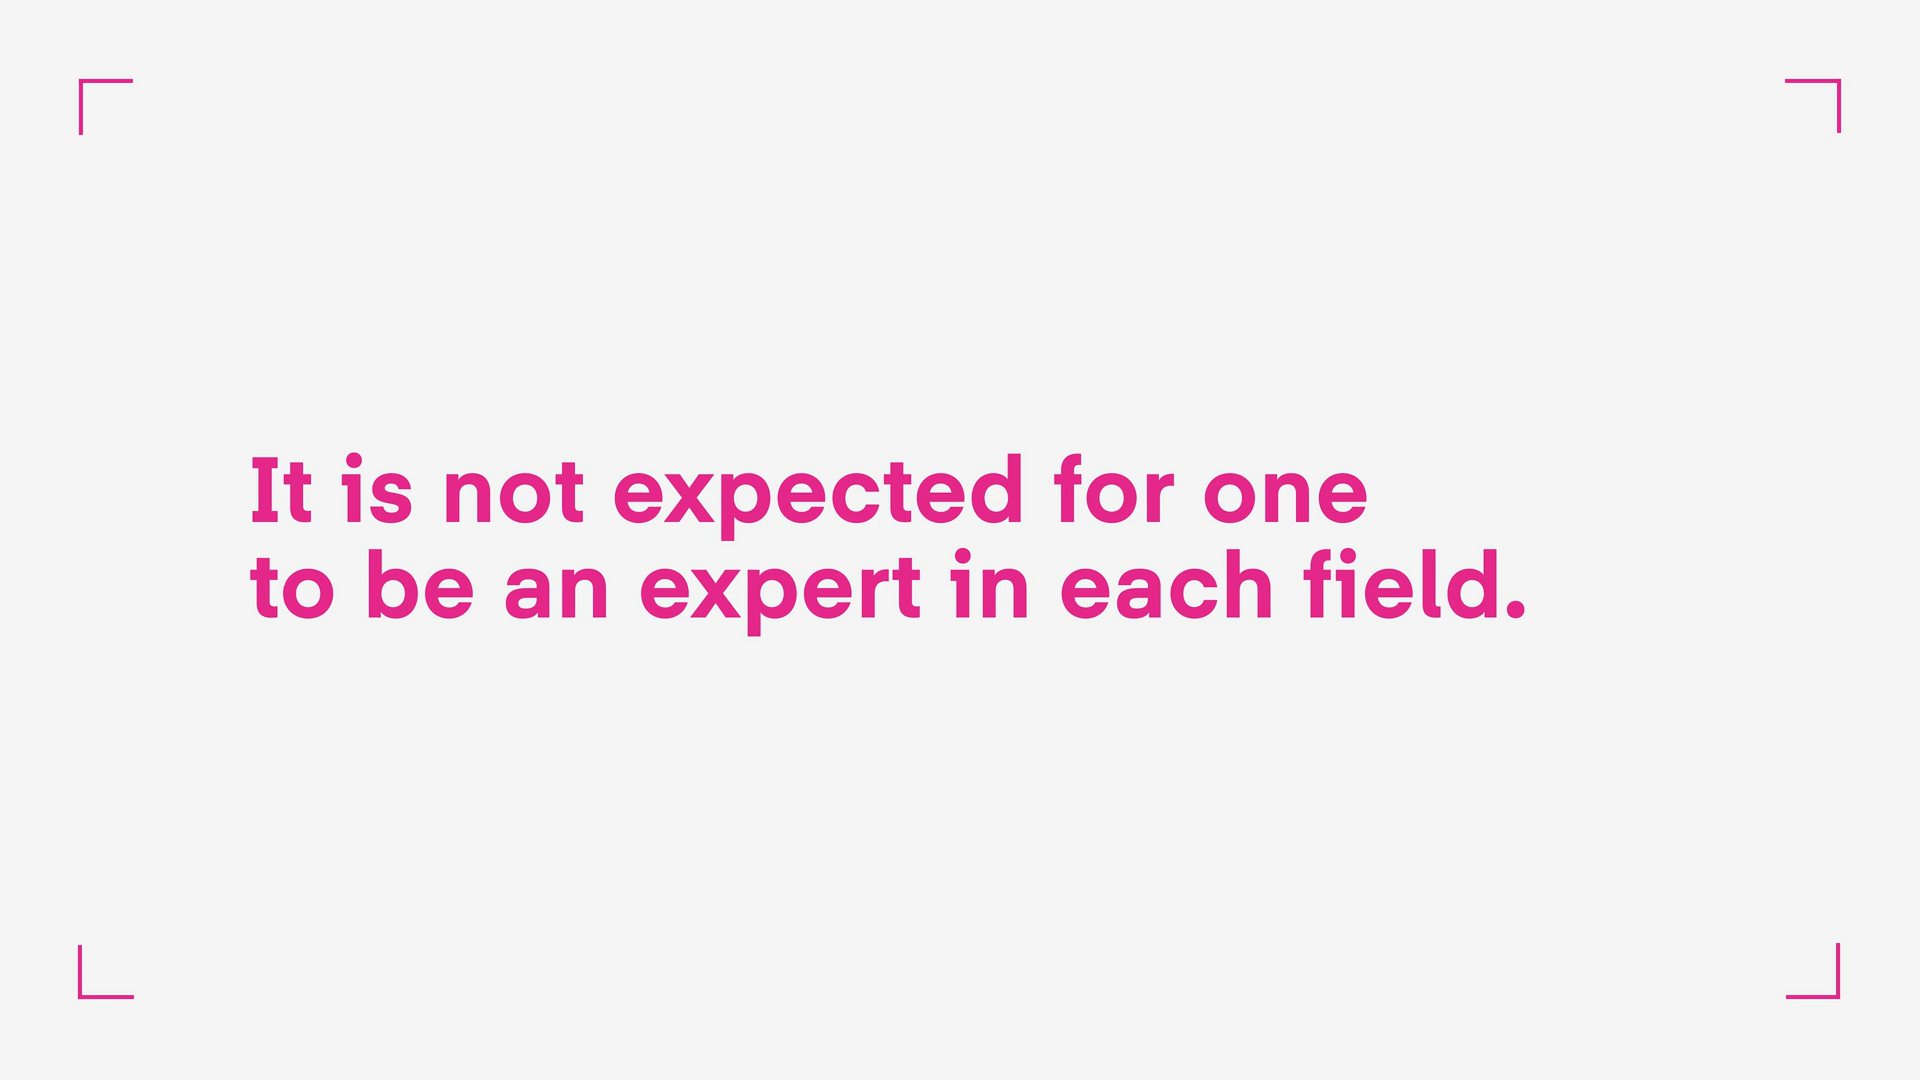 It is not expected for one
to be an expert in each field.